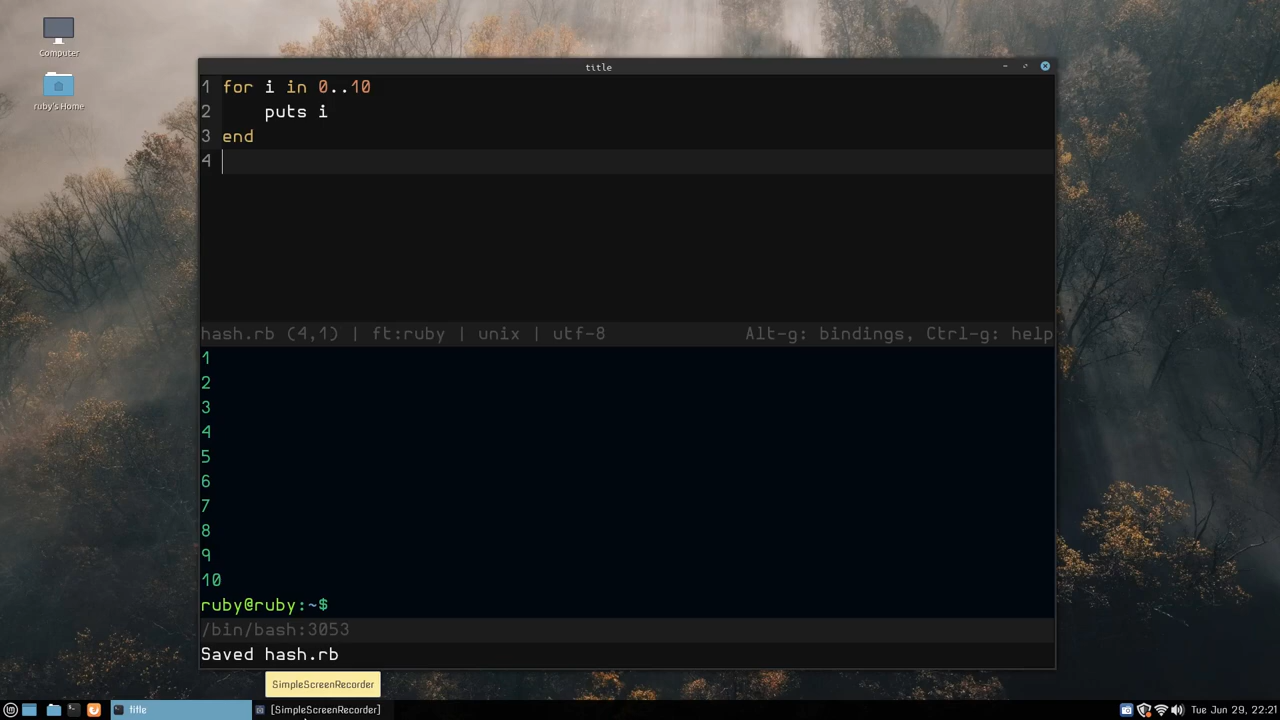 Computer
ruby's Home
title
1 for i in 0..10
2     puts i
3 end
4
hash.rb (4,1) | ft:ruby | unix | utf-8 Alt-g: bindings, Ctrl-g: help
1
2
3
4
5
6
7
8
9
10
ruby@ruby:~$
/bin/bash:3053
Saved hash.rb
SimpleScreenRecorder
title
[SimpleScreenRecorder]
Tue Jun 29, 22:21